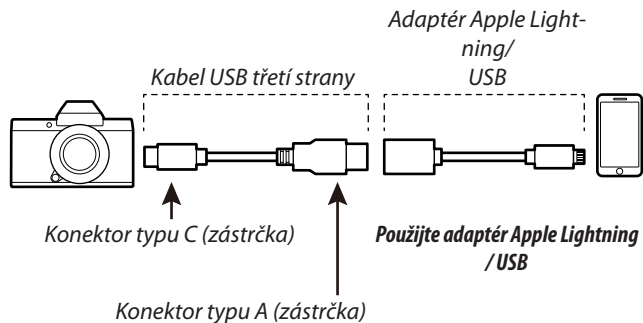 Adaptér Apple Light-
ning/
USB
Kabel USB třetí strany
Konektor typu C (zástrčka)
Použijte adaptér Apple Lightning
/ USB
Konektor typu A (zástrčka)